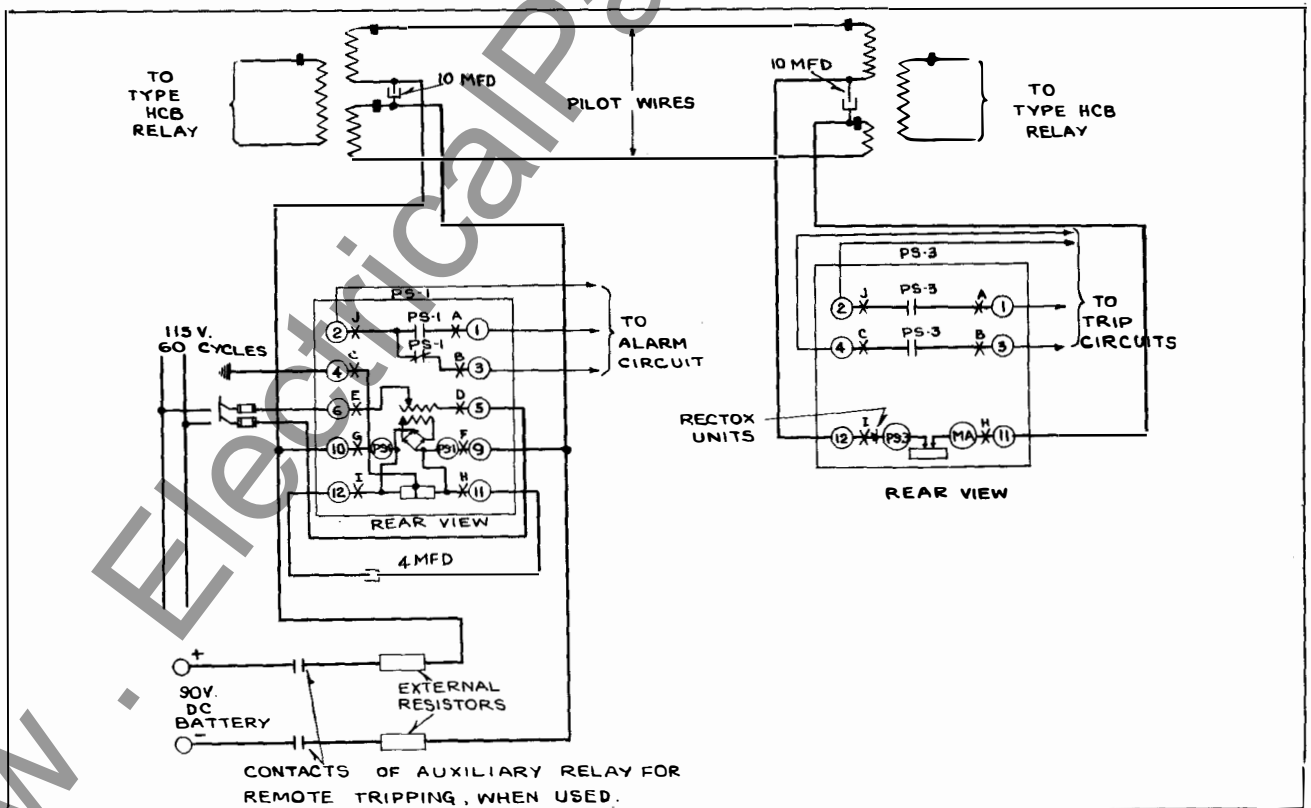 10 MFD
10 MFD
TO
TYPE
HCB
RELAY
PILOT WIRES
TO
TYPE HCB
RELAY
PS-3
PS-1
2 J PS-1 A 1
PS-1
4 C B 3
6 E D 5
10 G PS1 F 9
12 I H 11
REAR VIEW
TO
ALARM
CIRCUIT
115 V.
60 CYCLES
2 J PS-3 A 1
4 C PS-3 B 3
TO
TRIP
CIRCUITS
RECTOX
UNITS
12 I PS3 MA H 11
REAR VIEW
4 MFD
+
90V.
DC
BATTERY
-
EXTERNAL
RESISTORS
CONTACTS OF AUXILIARY RELAY FOR
REMOTE TRIPPING, WHEN USED.
w . ElectricalPa